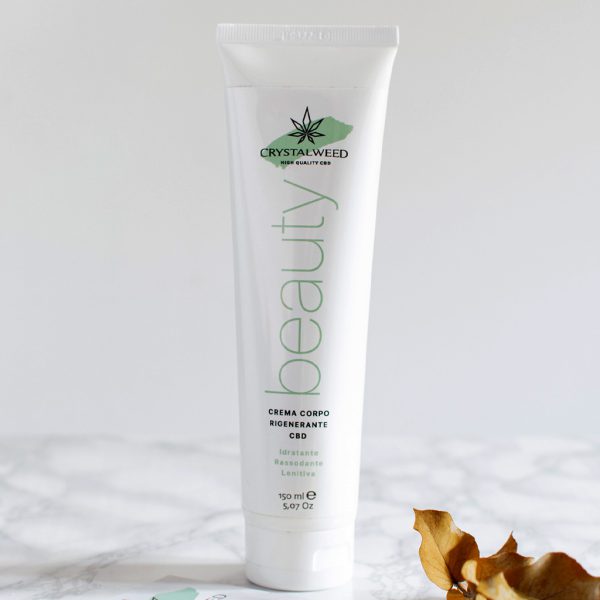 CRYSTALWEED
HIGH QUALITY CBD
beauty
CREMA CORPO
RIGENERANTE
CBD
Idratante
Rassodante
Lenitiva
150 ml ℮
5,07 Oz